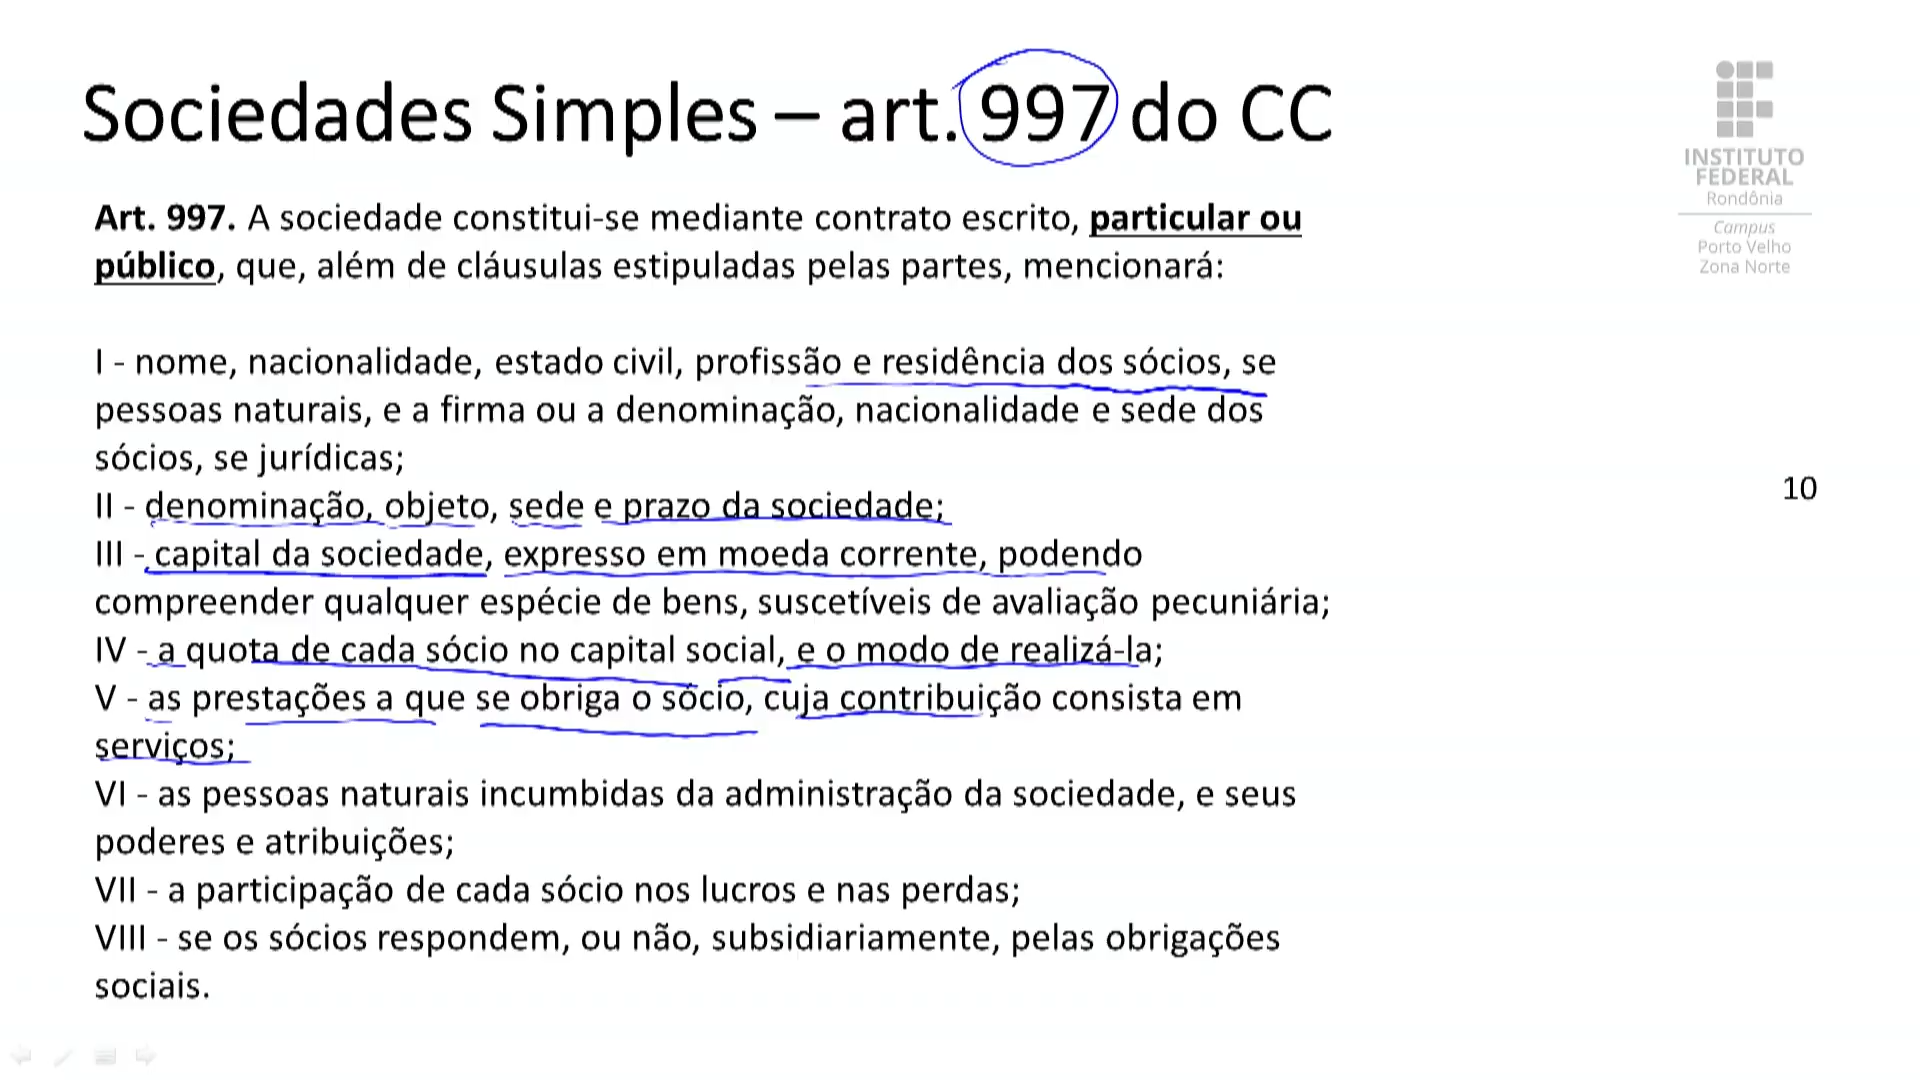 Sociedades Simples – art. 997 do CC
INSTITUTO
FEDERAL
Rondônia
Campus
Porto Velho
Zona Norte
Art. 997. A sociedade constitui-se mediante contrato escrito, particular ou
público, que, além de cláusulas estipuladas pelas partes, mencionará:
I - nome, nacionalidade, estado civil, profissão e residência dos sócios, se
pessoas naturais, e a firma ou a denominação, nacionalidade e sede dos
sócios, se jurídicas;
II - denominação, objeto, sede e prazo da sociedade;
III - capital da sociedade, expresso em moeda corrente, podendo
compreender qualquer espécie de bens, suscetíveis de avaliação pecuniária;
IV - a quota de cada sócio no capital social, e o modo de realizá-la;
V - as prestações a que se obriga o sócio, cuja contribuição consista em
serviços;
VI - as pessoas naturais incumbidas da administração da sociedade, e seus
poderes e atribuições;
VII - a participação de cada sócio nos lucros e nas perdas;
VIII - se os sócios respondem, ou não, subsidiariamente, pelas obrigações
sociais.
10